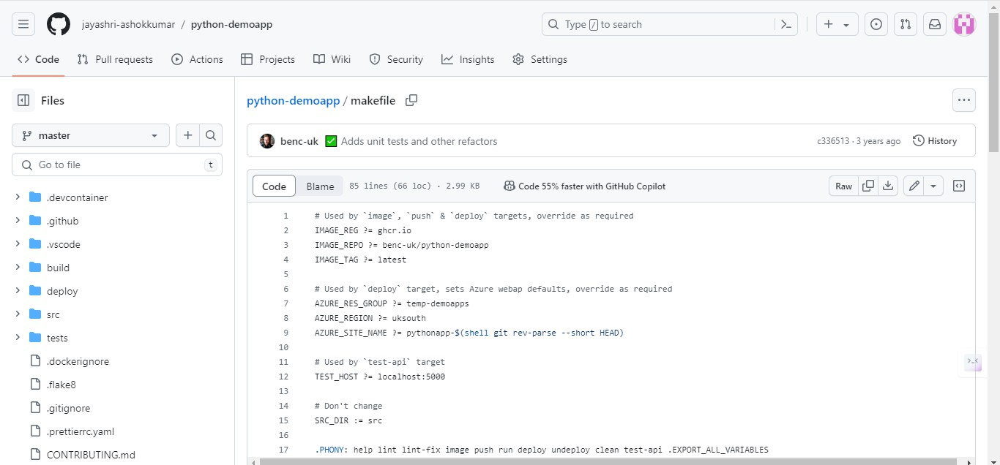 jayashri-ashokkumar / python-demoapp
Type / to search
Code
Pull requests
Actions
Projects
Wiki
Security
Insights
Settings
Files
master
Go to file
t
.devcontainer
.github
.vscode
build
deploy
src
tests
.dockerignore
.flake8
.gitignore
.prettierrc.yaml
CONTRIBUTING.md
python-demoapp / makefile
benc-uk ✅ Adds unit tests and other refactors
c336513 · 3 years ago
History
Code
Blame
85 lines (66 loc) · 2.99 KB
Code 55% faster with GitHub Copilot
Raw
1 # Used by `image`, `push` & `deploy` targets, override as required
2 IMAGE_REG ?= ghcr.io
3 IMAGE_REPO ?= benc-uk/python-demoapp
4 IMAGE_TAG ?= latest
5
6 # Used by `deploy` target, sets Azure webap defaults, override as required
7 AZURE_RES_GROUP ?= temp-demoapps
8 AZURE_REGION ?= uksouth
9 AZURE_SITE_NAME ?= pythonapp-$(shell git rev-parse --short HEAD)
10
11 # Used by `test-api` target
12 TEST_HOST ?= localhost:5000
13
14 # Don't change
15 SRC_DIR := src
16
17 .PHONY: help lint lint-fix image push run deploy undeploy clean test-api .EXPORT_ALL_VARIABLES